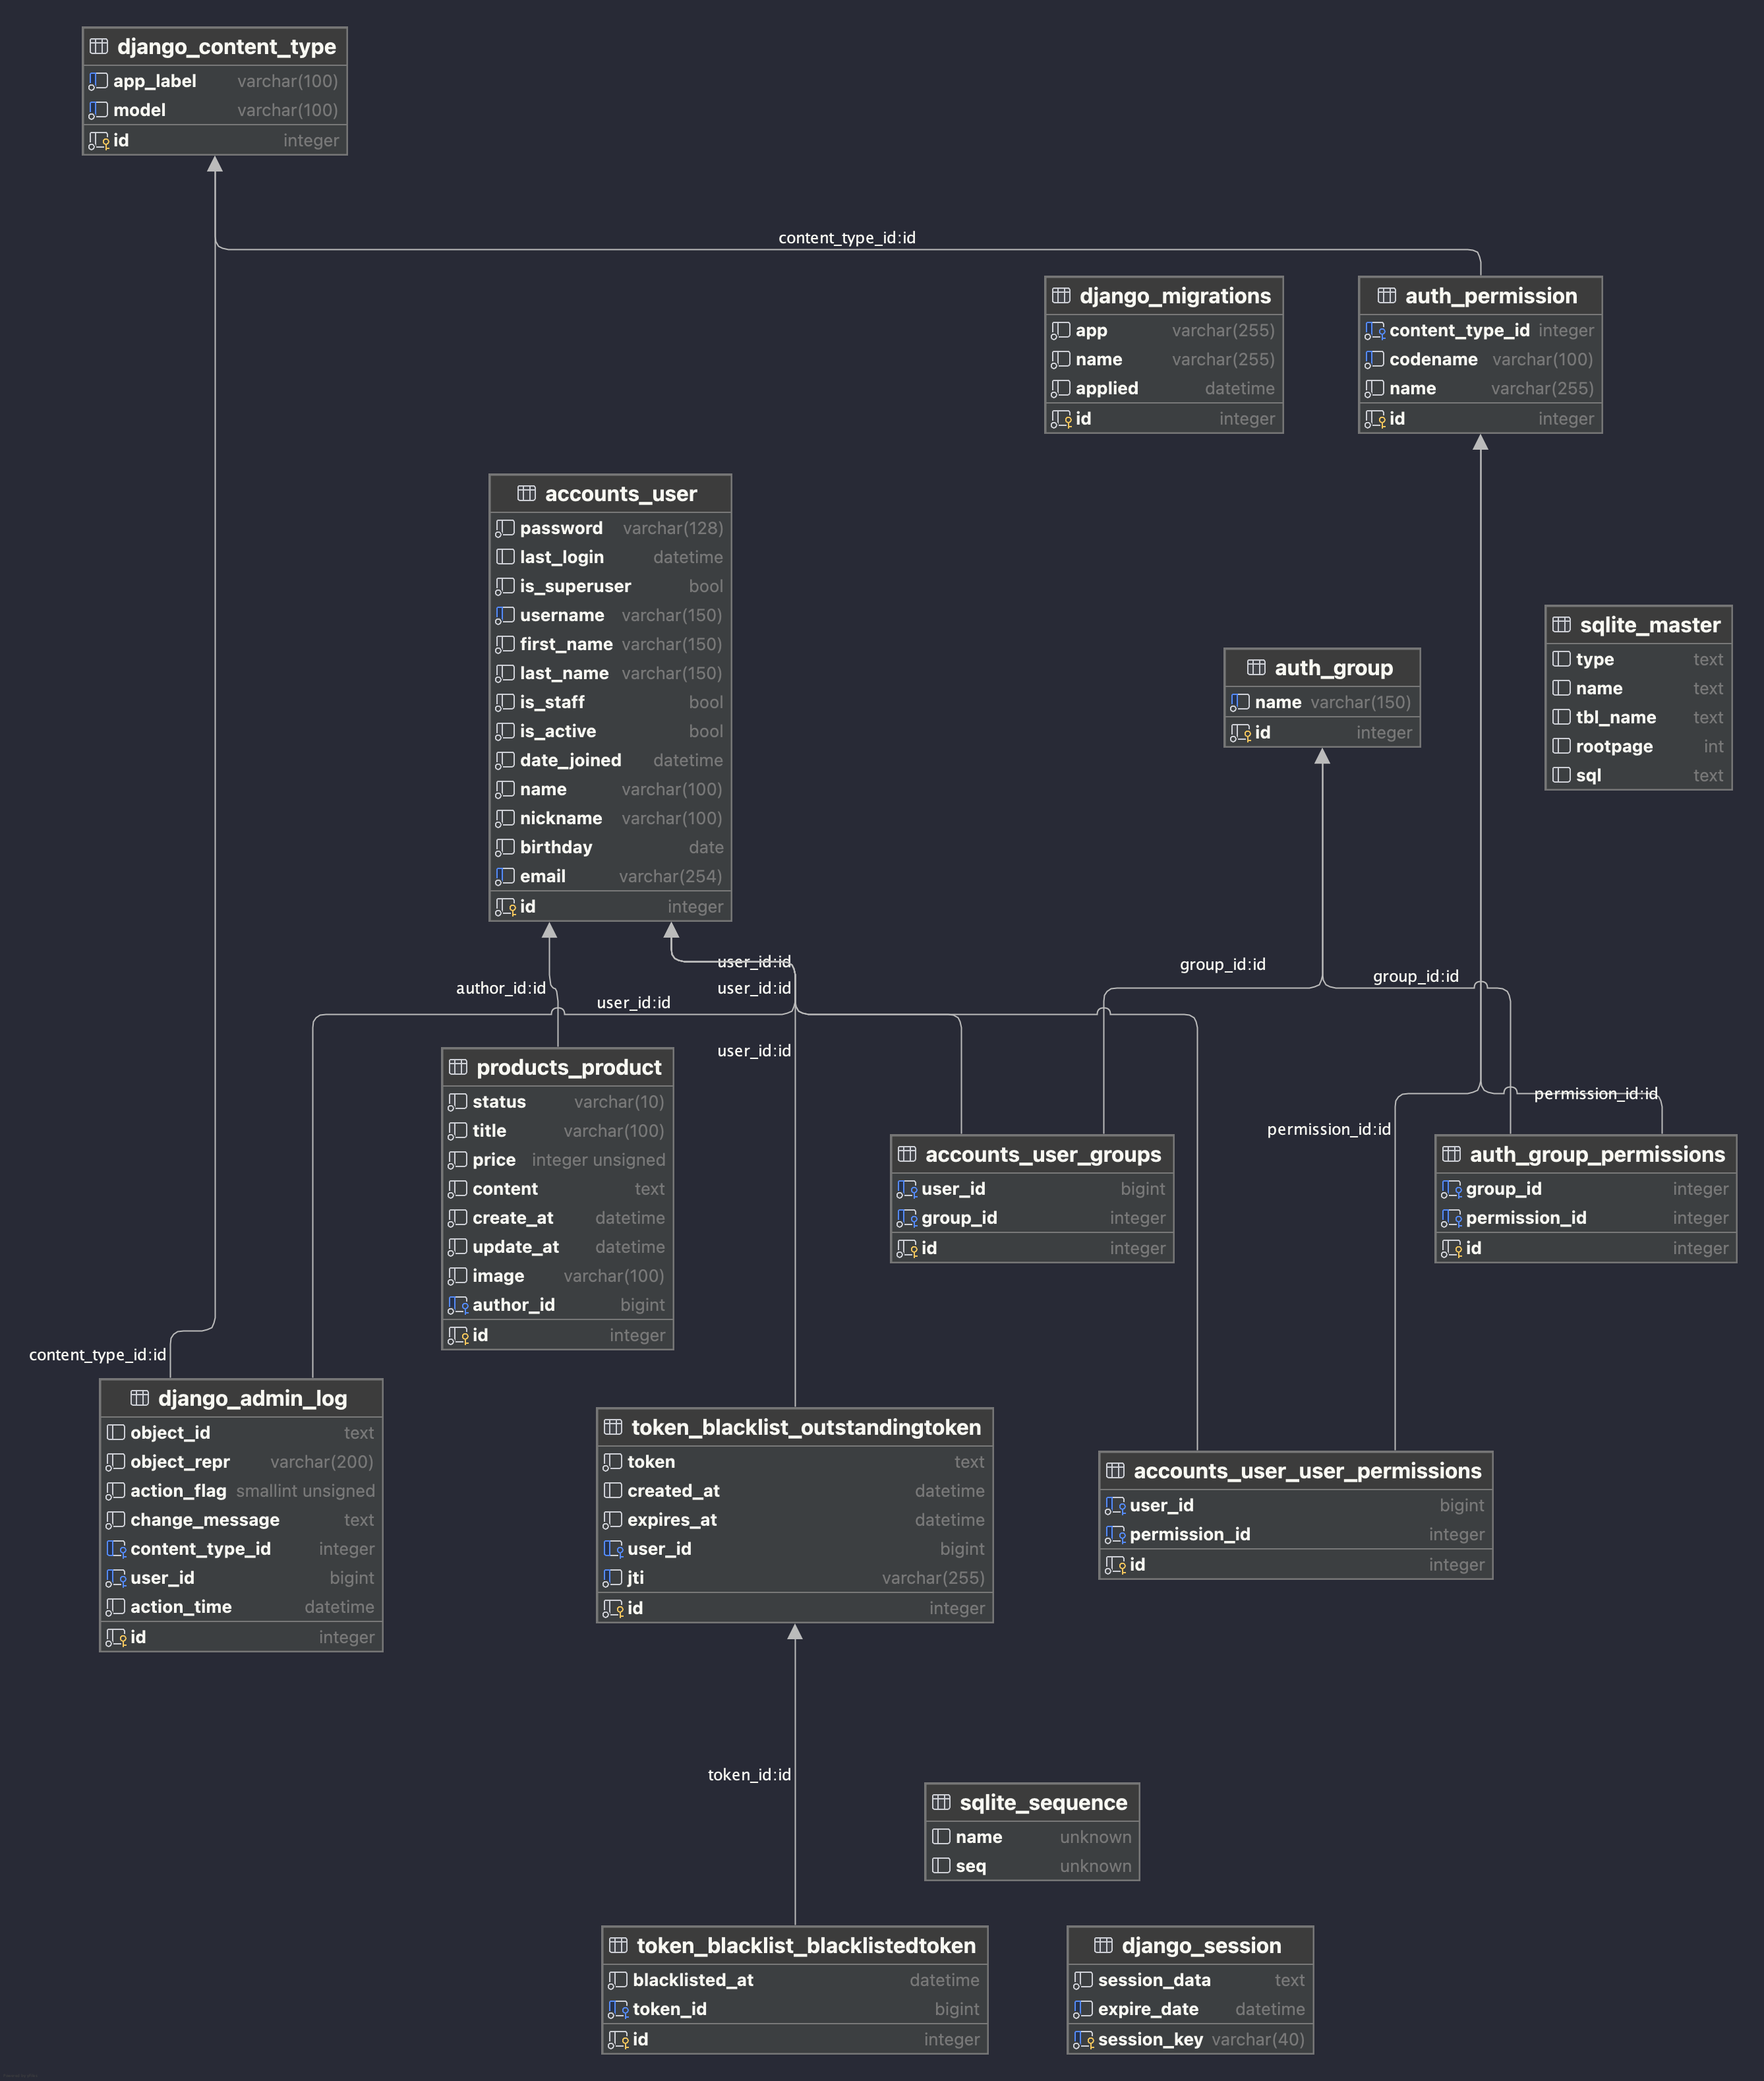 django_content_type
app_label varchar(100)
model varchar(100)
id integer
content_type_id:id
django_migrations
app varchar(255)
name varchar(255)
applied datetime
id integer
auth_permission
content_type_id integer
codename varchar(100)
name varchar(255)
id integer
accounts_user
password varchar(128)
last_login datetime
is_superuser bool
username varchar(150)
first_name varchar(150)
last_name varchar(150)
is_staff bool
is_active bool
date_joined datetime
name varchar(100)
nickname varchar(100)
birthday date
email varchar(254)
id integer
sqlite_master
type text
name text
tbl_name text
rootpage int
sql text
auth_group
name varchar(150)
id integer
user_id:id
group_id:id
group_id:id
author_id:id
user_id:id
user_id:id
user_id:id
products_product
status varchar(10)
title varchar(100)
price integer unsigned
content text
create_at datetime
update_at datetime
image varchar(100)
author_id bigint
id integer
permission_id:id
permission_id:id
accounts_user_groups
user_id bigint
group_id integer
id integer
auth_group_permissions
group_id integer
permission_id integer
id integer
content_type_id:id
django_admin_log
object_id text
object_repr varchar(200)
action_flag smallint unsigned
change_message text
content_type_id integer
user_id bigint
action_time datetime
id integer
token_blacklist_outstandingtoken
token text
created_at datetime
expires_at datetime
user_id bigint
jti varchar(255)
id integer
accounts_user_user_permissions
user_id bigint
permission_id integer
id integer
token_id:id
sqlite_sequence
name unknown
seq unknown
token_blacklist_blacklistedtoken
blacklisted_at datetime
token_id bigint
id integer
django_session
session_data text
expire_date datetime
session_key varchar(40)